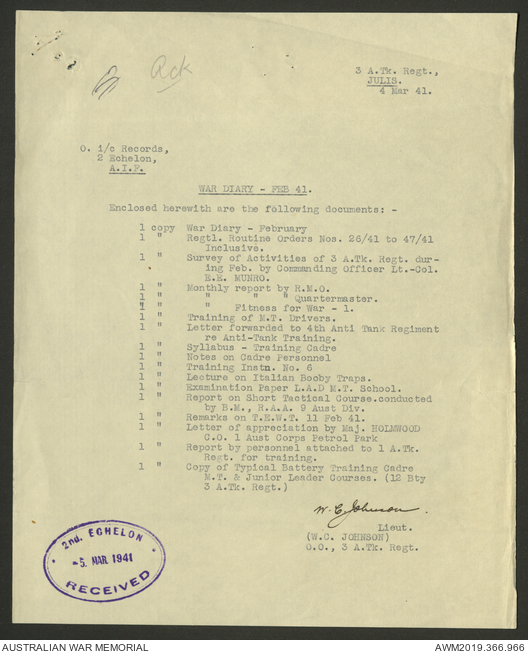 Ack
3 A.Tk. Regt.,
JULIS.
4 Mar 41.
O. i/c Records,
2 Echelon,
A.I.F.
WAR DIARY - FEB 41.
Enclosed herewith are the following documents: -
1 copy War Diary - February
1 " Regtl. Routine Orders Nos. 26/41 to 47/41
Inclusive.
1 " Survey of Activities of 3 A.Tk. Regt. dur-
ing Feb. by Commanding Officer Lt.-Col.
E.E. MUNRO.
1 " Monthly report by R.M.O.
1 " " " " Quartermaster.
1 " " Fitness for War - 1.
1 " Training of M.T. Drivers.
1 " Letter forwarded to 4th Anti Tank Regiment
re Anti-Tank Training.
1 " Syllabus - Training Cadre
1 " Notes on Cadre Personnel
1 " Training Instn. No. 6
1 " Lecture on Italian Booby Traps.
1 " Examination Paper L.A.D M.T. School.
1 " Report on Short Tactical Course.conducted
by B.M., R.A.A. 9 Aust Div.
1 " Remarks on T.E.W.T. 11 Feb 41.
1 " Letter of appreciation by Maj. HOLMWOOD
C.O. 1 Aust Corps Petrol Park
1 " Report by personnel attached to 1 A.Tk.
Regt. for training.
1 " Copy of Typical Battery Training Cadre
M.T. & Junior Leader Courses. (12 Bty
3 A.Tk. Regt.)
W. C. Johnson.
Lieut.
(W.C. JOHNSON)
O.O., 3 A.Tk. Regt.
2nd. ECHELON
-5. MAR. 1941
RECEIVED
AUSTRALIAN WAR MEMORIAL
AWM2019.366.966